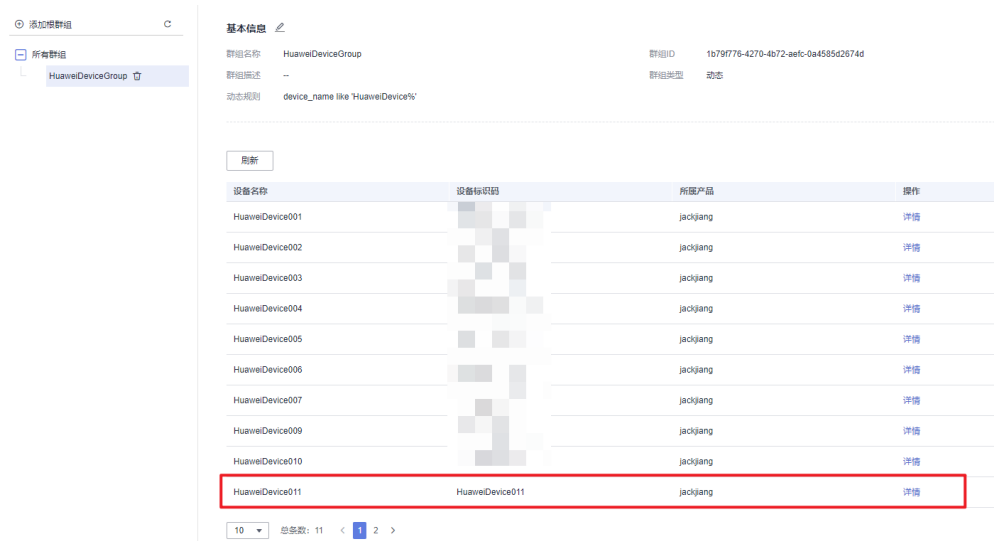 添加根群组
所有群组
HuaweiDeviceGroup
基本信息
群组名称 HuaweiDeviceGroup 群组ID 1b79f776-4270-4b72-aefc-0a4585d2674d
群组描述 -- 群组类型 动态
动态规则 device_name like 'HuaweiDevice%'
刷新
设备名称 设备标识码 所属产品 操作
HuaweiDevice001 jackjiang 详情
HuaweiDevice002 jackjiang 详情
HuaweiDevice003 jackjiang 详情
HuaweiDevice004 jackjiang 详情
HuaweiDevice005 jackjiang 详情
HuaweiDevice006 jackjiang 详情
HuaweiDevice007 jackjiang 详情
HuaweiDevice009 jackjiang 详情
HuaweiDevice010 jackjiang 详情
HuaweiDevice011 HuaweiDevice011 jackjiang 详情
10 总条数: 11 < 1 2 >